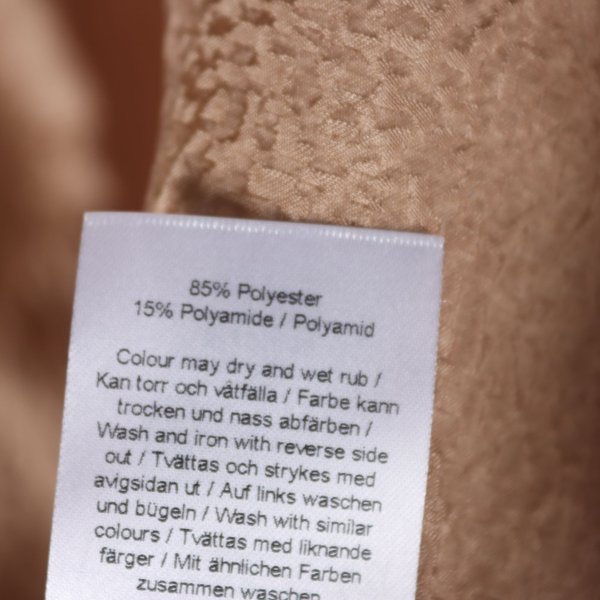 85% Polyester
15% Polyamide / Polyamid
Colour may dry and wet rub /
Kan torr och våtfälla / Farbe kann
trocken und nass abfärben /
Wash and iron with reverse side
out / Tvättas och strykes med
avigsidan ut / Auf links waschen
und bügeln / Wash with similar
colours / Tvättas med liknande
färger / Mit ähnlichen Farben
zusammen waschen